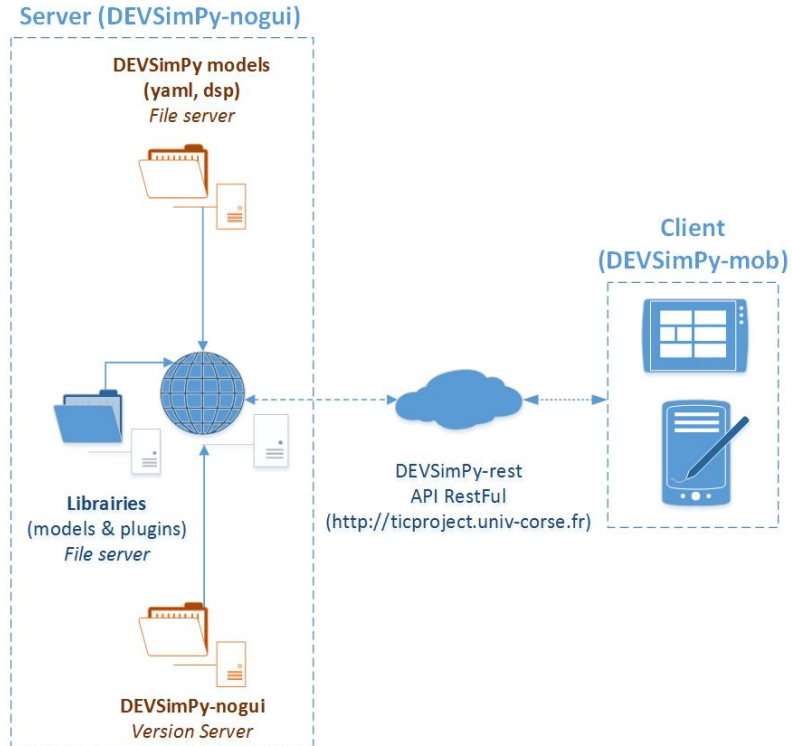 Server (DEVSimPy-nogui)
DEVSimPy models
(yaml, dsp)
File server
Librairies
(models & plugins)
File server
DEVSimPy-nogui
Version Server
DEVSimPy-rest
API RestFul
(http://ticproject.univ-corse.fr)
Client
(DEVSimPy-mob)